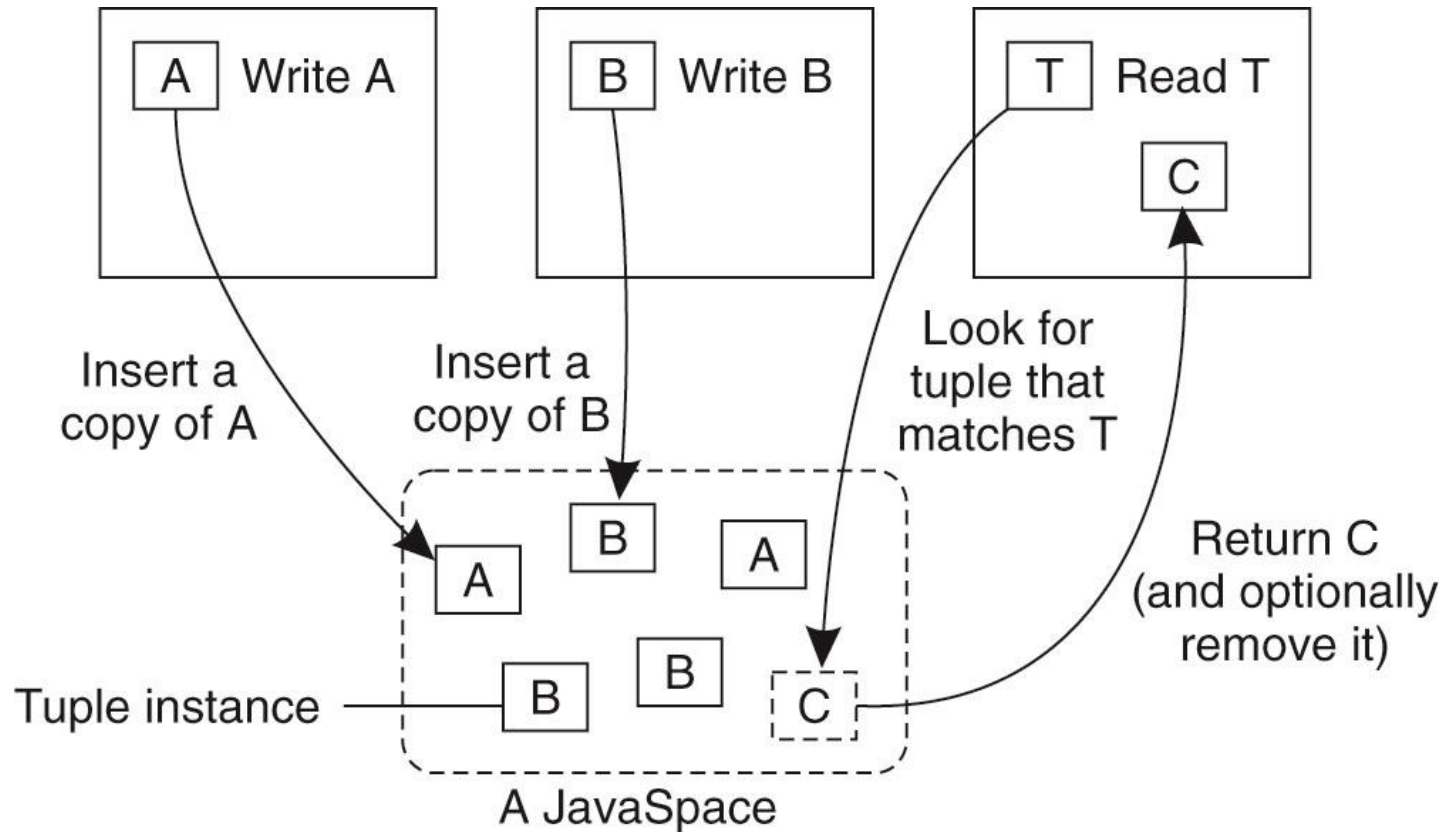 A Write A
B Write B
T Read T
C
Insert a
copy of A
Insert a
copy of B
Look for
tuple that
matches T
Return C
(and optionally
remove it)
B
A
A
B
B
C
Tuple instance
A JavaSpace